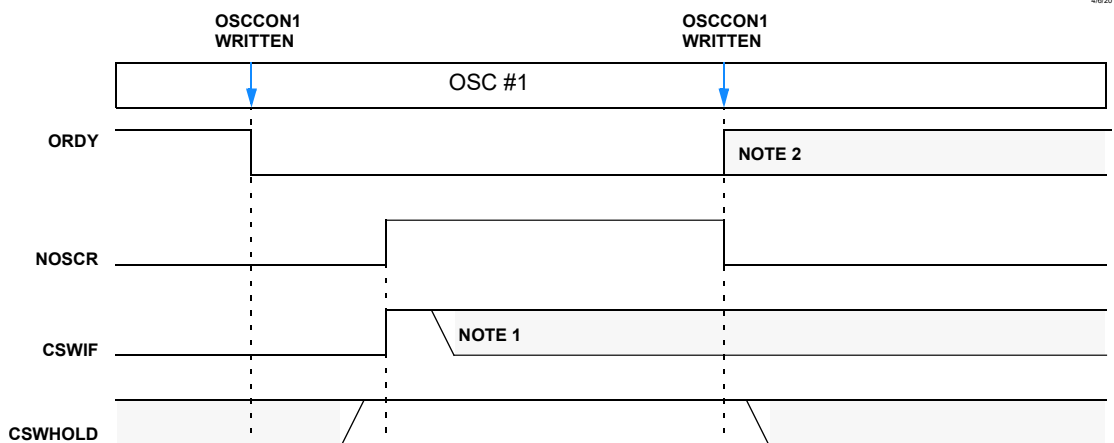 OSCCON1
WRITTEN
OSCCON1
WRITTEN
OSC #1
ORDY
NOTE 2
NOSCR
CSWIF
NOTE 1
CSWHOLD